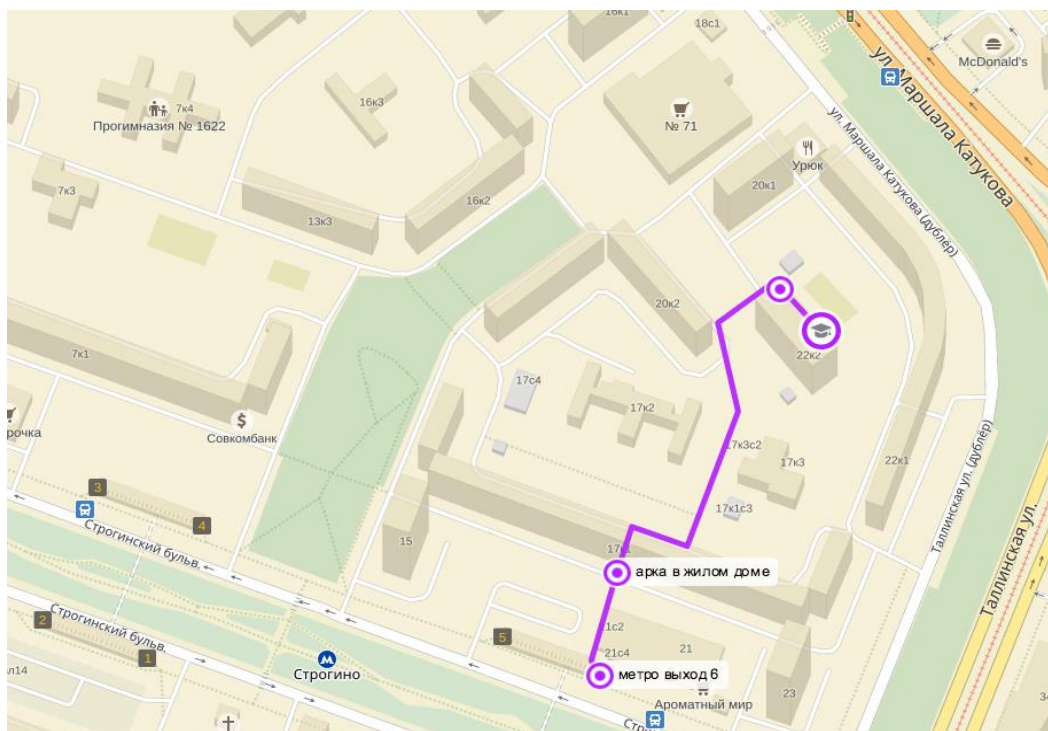 16к1
18с1
McDonald's
7к4
Прогимназия № 1622
16к3
№ 71
ул. Маршала Катукова
ул. Маршала Катукова (дублёр)
Урюк
20к1
7к3
16к2
13к3
20к2
22к2
7к1
17с4
17к2
рочка
$
Совкомбанк
17к3с2
17к3
22к1
17к1с3
3
4
Строгинский бульв.
15
17к1
арка в жилом доме
Таллинская ул. (дублёр)
Таллинская ул.
2
1
Строгинский бульв.
5
21с2
21с4
21
М
Строгино
метро выход 6
Ароматный мир
23
Строг